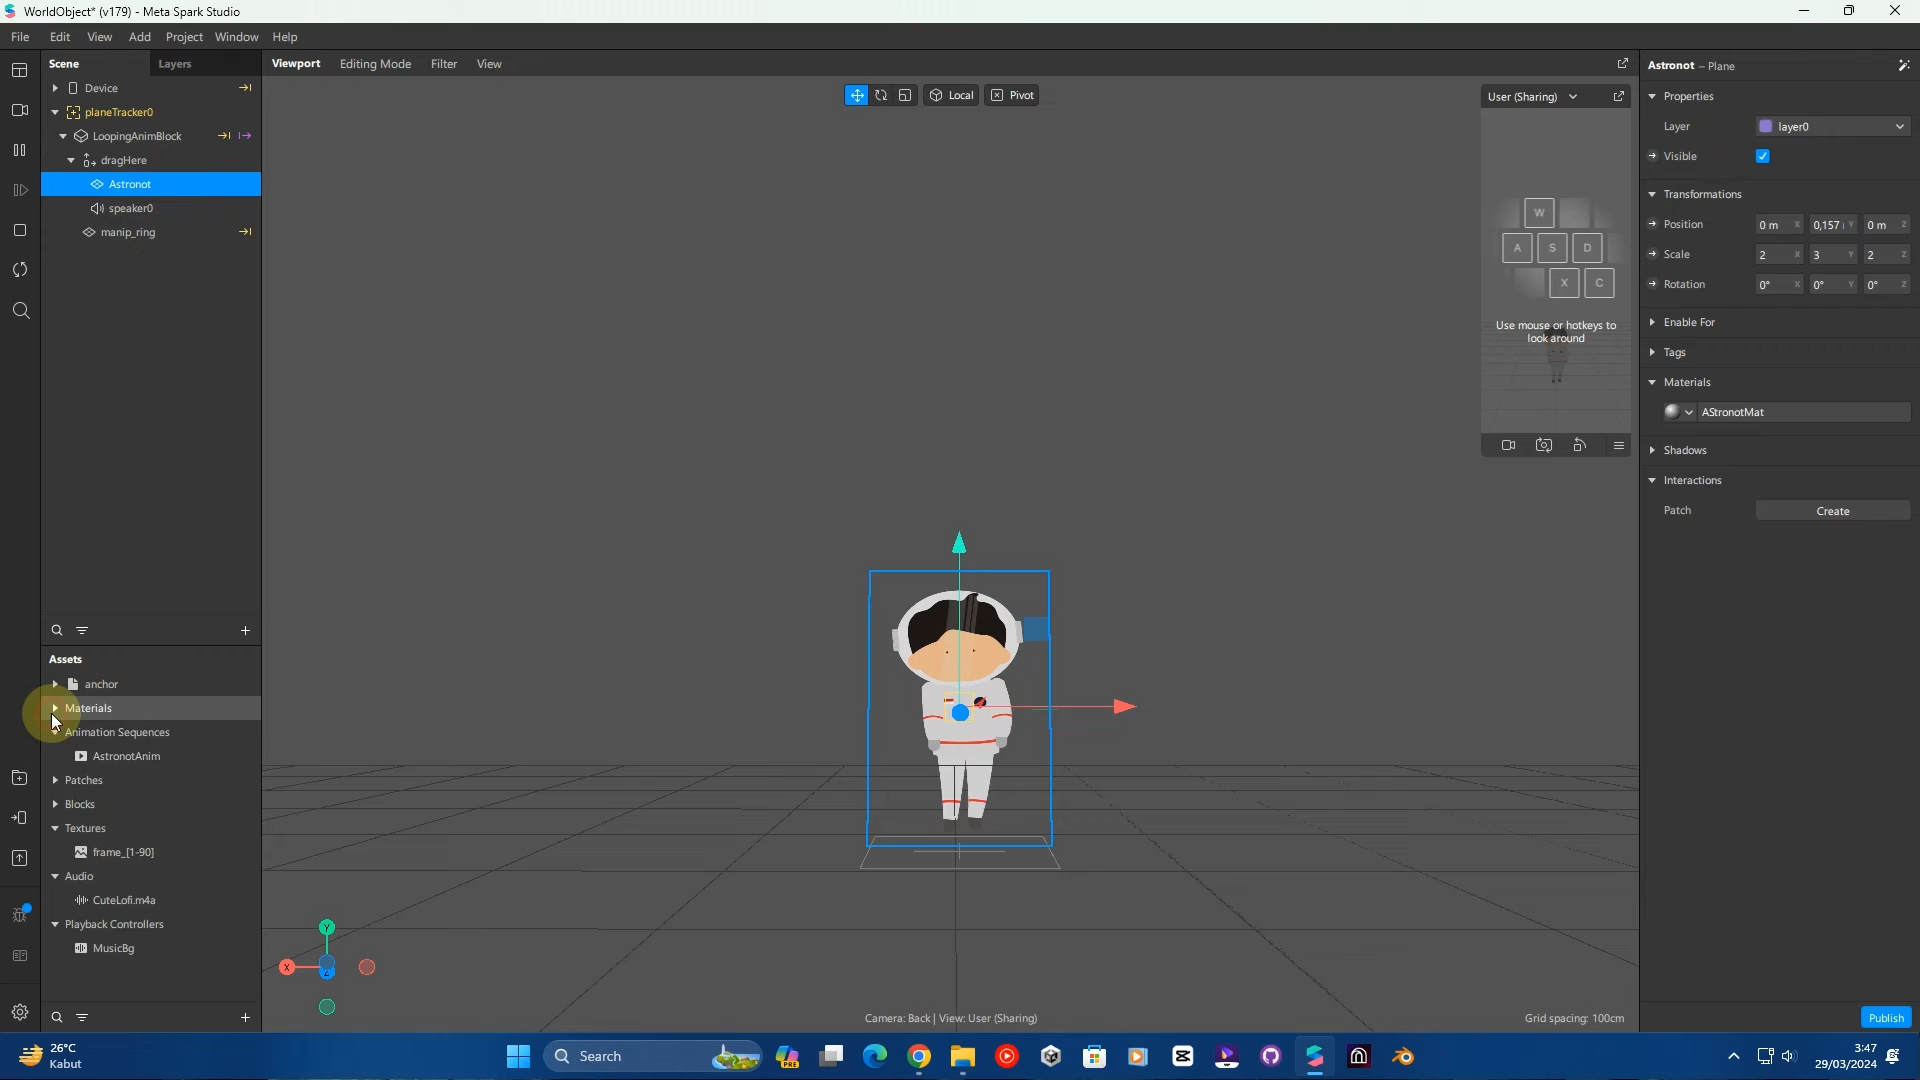 WorldObject* (v179) - Meta Spark Studio
File Edit View Add Project Window Help
Scene Layers
Device
planeTracker0
LoopingAnimBlock
dragHere
Astronot
speaker0
manip_ring
Assets
anchor
Materials
Animation Sequences
AstronotAnim
Patches
Blocks
Textures
frame_[1-90]
Audio
CuteLofi.m4a
Playback Controllers
MusicBg
Viewport Editing Mode Filter View
Local Pivot
User (Sharing)
W
A S D
X C
Use mouse or hotkeys to
look around
Y
X Z
Camera: Back | View: User (Sharing)
Grid spacing: 100cm
Astronot – Plane
Properties
Layer layer0
Visible
Transformations
Position 0 m X 0,157 Y 0 m Z
Scale 2 X 3 Y 2 Z
Rotation 0° X 0° Y 0° Z
Enable For
Tags
Materials
AStronotMat
Shadows
Interactions
Patch Create
Publish
26°C
Kabut
Search
PRE
3:47
29/03/2024